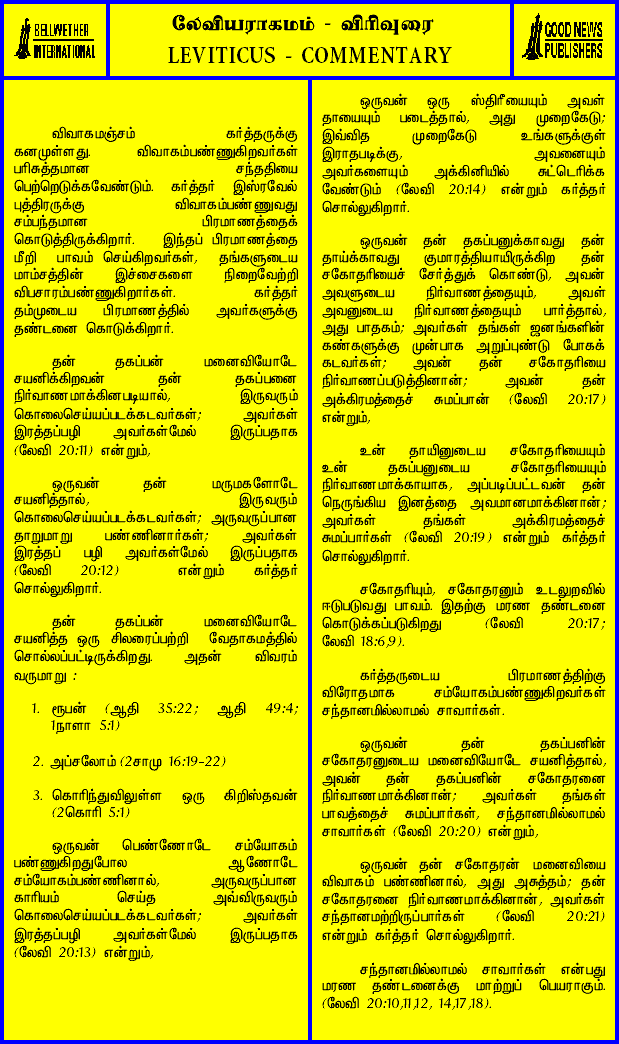 BELLWETHER
INTERNATIONAL
லேவியராகமம் - விரிவுரை
LEVITICUS - COMMENTARY
GOOD NEWS
PUBLISHERS
விவாகமஞ்சம் கர்த்தருக்கு
கனமுள்ளது. விவாகம்பண்ணுகிறவர்கள்
பரிசுத்தமான சந்ததியை
பெற்றெடுக்கவேண்டும். கர்த்தர் இஸ்ரவேல்
புத்திரருக்கு விவாகம்பண்ணுவது
சம்பந்தமான பிரமாணத்தைக்
கொடுத்திருக்கிறார். இந்தப் பிரமாணத்தை
மீறி பாவம் செய்கிறவர்கள், தங்களுடைய
மாம்சத்தின் இச்சைகளை நிறைவேற்றி
விபசாரம்பண்ணுகிறார்கள். கர்த்தர்
தம்முடைய பிரமாணத்தில் அவர்களுக்கு
தண்டனை கொடுக்கிறார்.
தன் தகப்பன் மனைவியோடே
சயனிக்கிறவன் தன் தகப்பனை
நிர்வாணமாக்கினபடியால், இருவரும்
கொலைசெய்யப்படக்கடவர்கள்; அவர்கள்
இரத்தப்பழி அவர்கள்மேல் இருப்பதாக
(லேவி 20:11) என்றும்,
ஒருவன் தன் மருமகளோடே
சயனித்தால், இருவரும்
கொலைசெய்யப்படக்கடவர்கள்; அருவருப்பான
தாறுமாறு பண்ணினார்கள்; அவர்கள்
இரத்தப் பழி அவர்கள்மேல் இருப்பதாக
(லேவி 20:12) என்றும் கர்த்தர்
சொல்லுகிறார்.
தன் தகப்பன் மனைவியோடே
சயனித்த ஒரு சிலரைப்பற்றி வேதாகமத்தில்
சொல்லப்பட்டிருக்கிறது. அதன் விவரம்
வருமாறு :
1. ரூபன் (ஆதி 35:22; ஆதி 49:4;
1நாளா 5:1)
2. அப்சலோம் (2சாமு 16:19-22)
3. கொரிந்துவிலுள்ள ஒரு கிறிஸ்தவன்
(2கொரி 5:1)
ஒருவன் பெண்ணோடே சம்யோகம்
பண்ணுகிறதுபோல ஆணோடே
சம்யோகம்பண்ணினால், அருவருப்பான
காரியம் செய்த அவ்விருவரும்
கொலைசெய்யப்படக்கடவர்கள்; அவர்கள்
இரத்தப்பழி அவர்கள்மேல் இருப்பதாக
(லேவி 20:13) என்றும்,
ஒருவன் ஒரு ஸ்திரீயையும் அவள்
தாயையும் படைத்தால், அது முறைகேடு;
இவ்வித முறைகேடு உங்களுக்குள்
இராதபடிக்கு, அவனையும்
அவர்களையும் அக்கினியில் சுட்டெரிக்க
வேண்டும் (லேவி 20:14) என்றும் கர்த்தர்
சொல்லுகிறார்.
ஒருவன் தன் தகப்பனுக்காவது தன்
தாய்க்காவது குமாரத்தியாயிருக்கிற தன்
சகோதரியைச் சேர்த்துக் கொண்டு, அவன்
அவளுடைய நிர்வாணத்தையும், அவள்
அவனுடைய நிர்வாணத்தையும் பார்த்தால்,
அது பாதகம்; அவர்கள் தங்கள் ஜனங்களின்
கண்களுக்கு முன்பாக அறுப்புண்டு போகக்
கடவர்கள்; அவன் தன் சகோதரியை
நிர்வாணப்படுத்தினான்; அவன் தன்
அக்கிரமத்தைச் சுமப்பான் (லேவி 20:17)
என்றும்,
உன் தாயினுடைய சகோதரியையும்
உன் தகப்பனுடைய சகோதரியையும்
நிர்வாணமாக்காயாக, அப்படிப்பட்டவன் தன்
நெருங்கிய இனத்தை அவமானமாக்கினான்;
அவர்கள் தங்கள் அக்கிரமத்தைச்
சுமப்பார்கள் (லேவி 20:19) என்றும் கர்த்தர்
சொல்லுகிறார்.
சகோதரியும், சகோதரனும் உடலுறவில்
ஈடுபடுவது பாவம். இதற்கு மரண தண்டனை
கொடுக்கப்படுகிறது (லேவி 20:17;
லேவி 18:6,9).
கர்த்தருடைய பிரமாணத்திற்கு
விரோதமாக சம்யோகம்பண்ணுகிறவர்கள்
சந்தானமில்லாமல் சாவார்கள்.
ஒருவன் தன் தகப்பனின்
சகோதரனுடைய மனைவியோடே சயனித்தால்,
அவன் தன் தகப்பனின் சகோதரனை
நிர்வாணமாக்கினான்; அவர்கள் தங்கள்
பாவத்தைச் சுமப்பார்கள், சந்தானமில்லாமல்
சாவார்கள் (லேவி 20:20) என்றும்,
ஒருவன் தன் சகோதரன் மனைவியை
விவாகம் பண்ணினால், அது அசுத்தம்; தன்
சகோதரனை நிர்வாணமாக்கினான், அவர்கள்
சந்தானமற்றிருப்பார்கள் (லேவி 20:21)
என்றும் கர்த்தர் சொல்லுகிறார்.
சந்தானமில்லாமல் சாவார்கள் என்பது
மரண தண்டனைக்கு மாற்றுப் பெயராகும்.
(லேவி 20:10,11,12, 14,17,18).